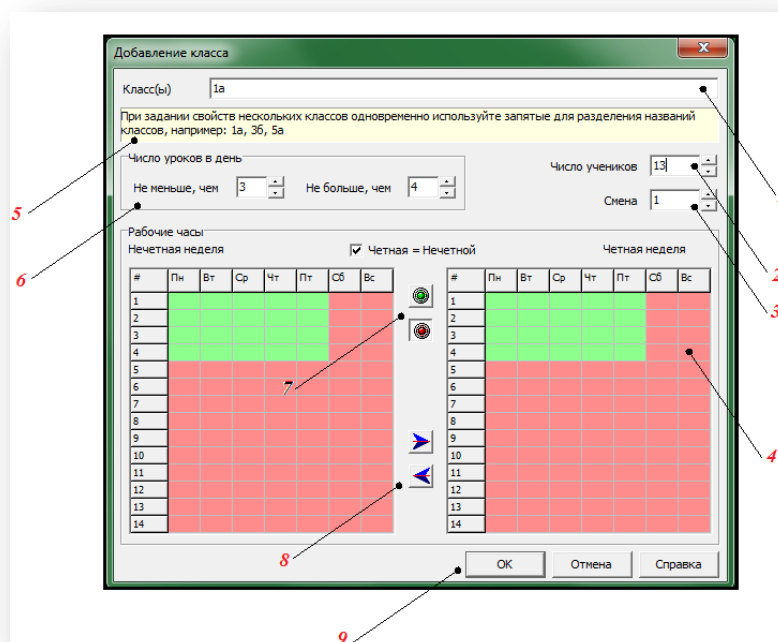 Добавление класса
Класс(ы) 1а
При задании свойств нескольких классов одновременно используйте запятые для разделения названий
классов, например: 1а, 3б, 5а
Число уроков в день
Число учеников 13
Не меньше, чем 3 Не больше, чем 4
Смена 1
5
6
2
3
Рабочие часы
Нечетная неделя Четная = Нечетной Четная неделя
# Пн Вт Ср Чт Пт Сб Вс # Пн Вт Ср Чт Пт Сб Вс
1 1
2 2
3 3
4 4
5 5
6 6
7 7
8 8
9 9
10 10
11 11
12 12
13 13
14 14
7
4
8
OK Отмена Справка
9